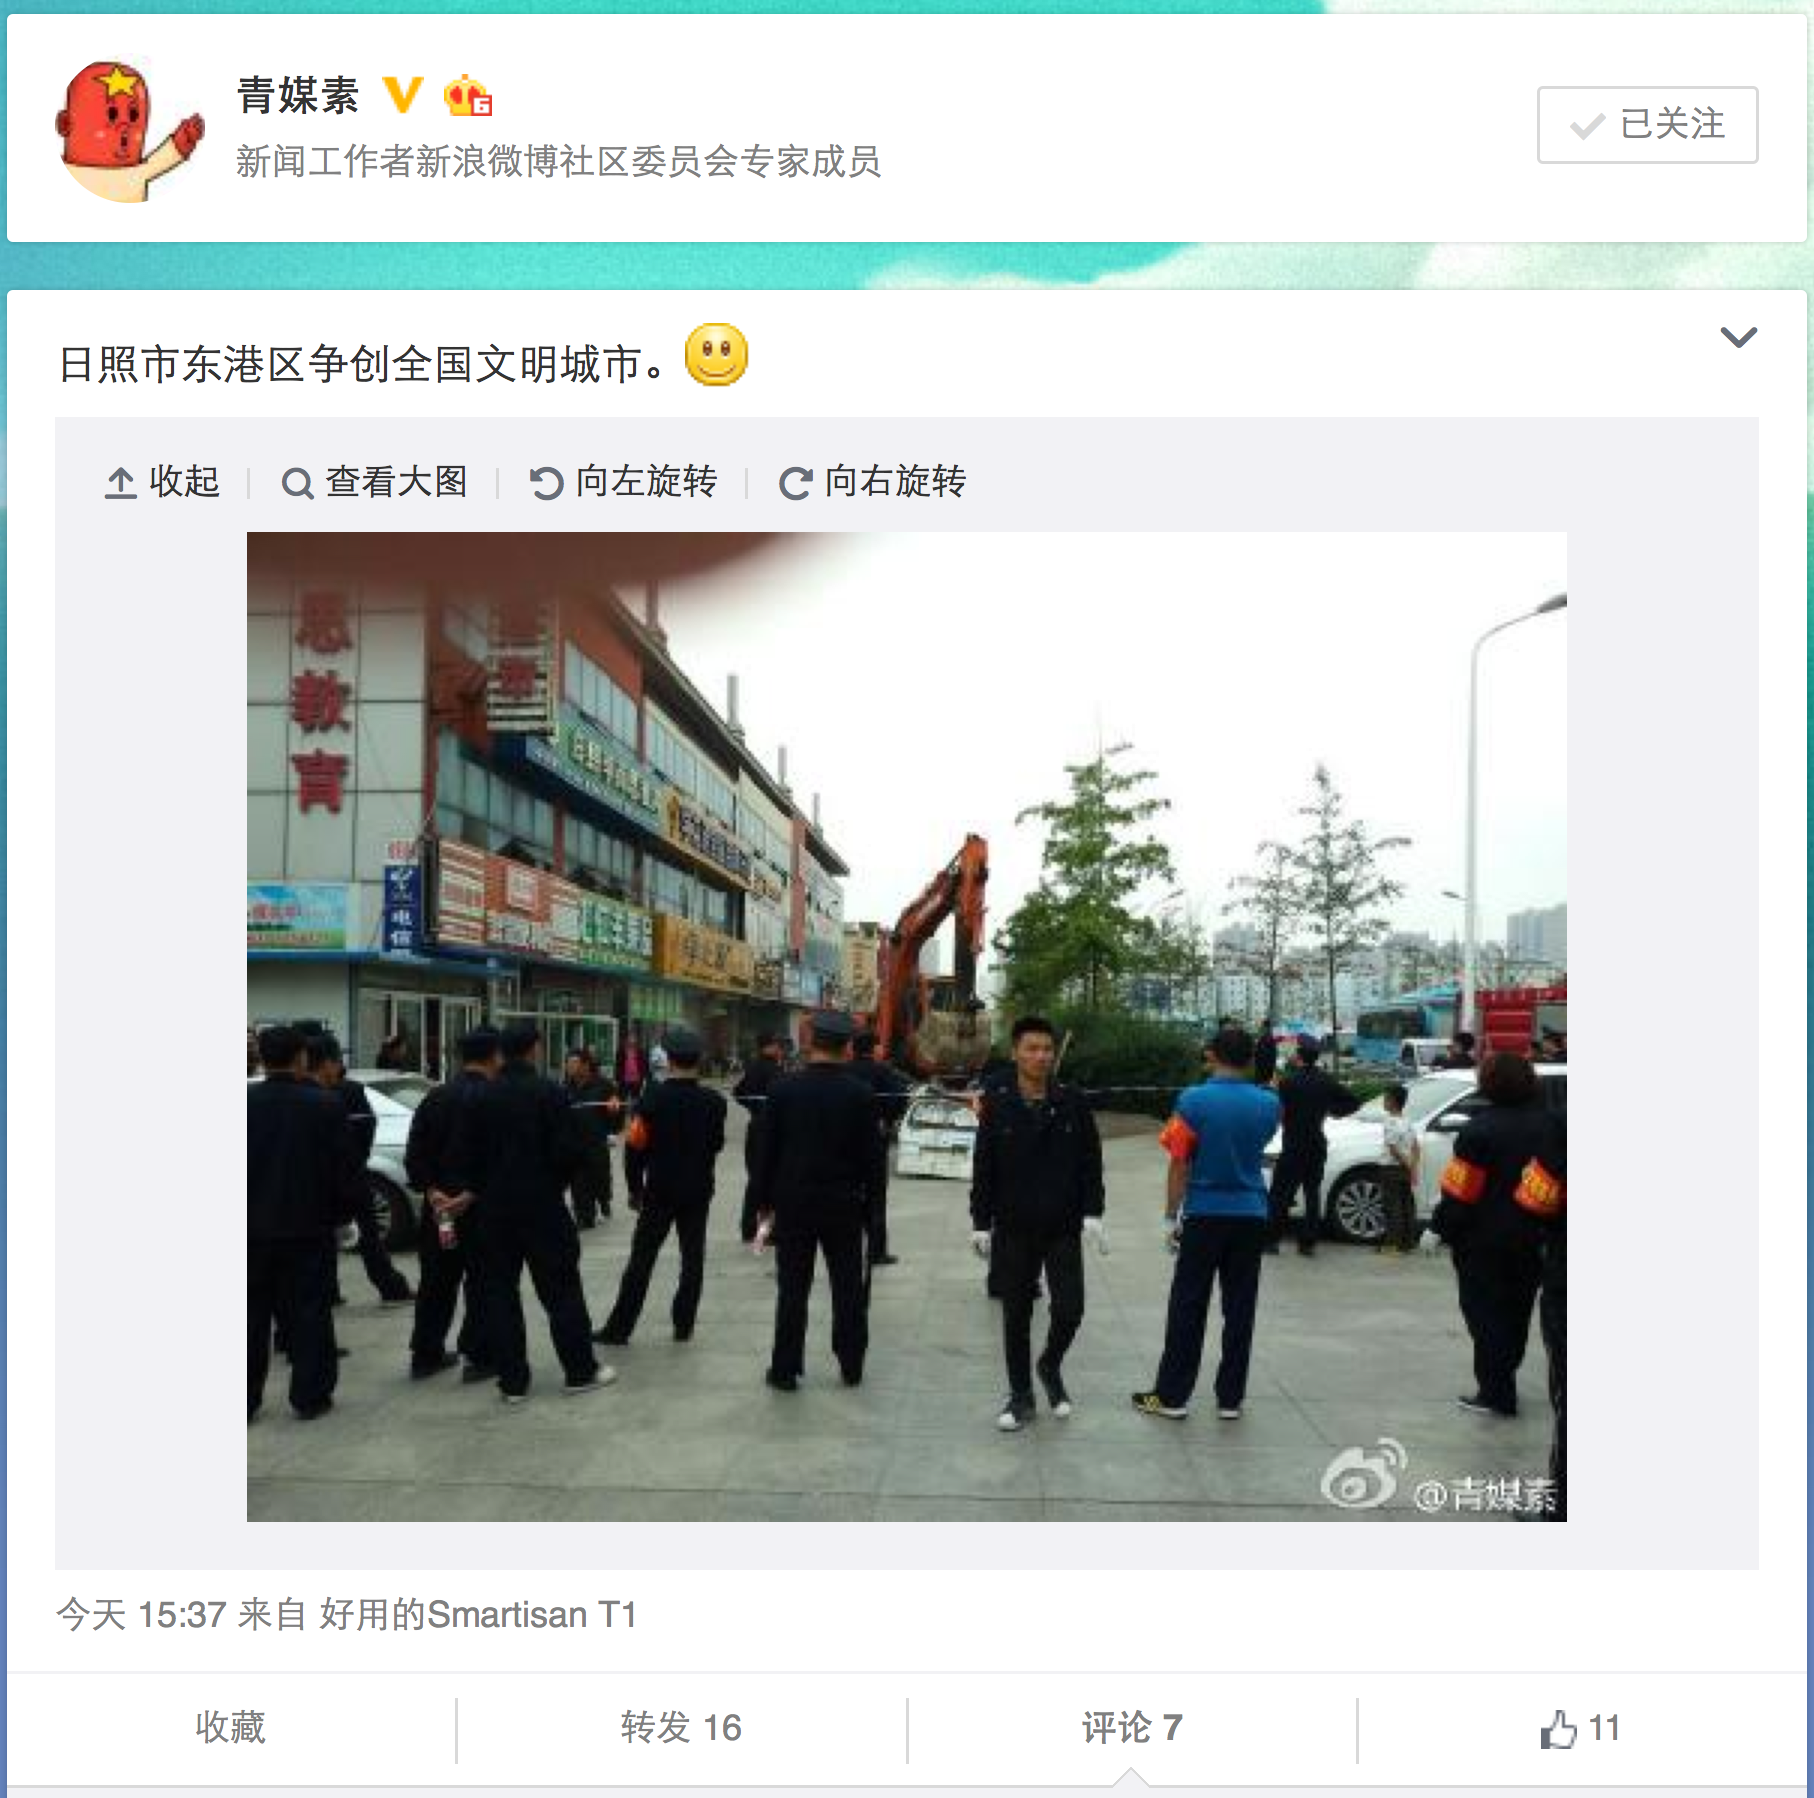 青媒素
6
新闻工作者新浪微博社区委员会专家成员
已关注
日照市东港区争创全国文明城市。
收起
查看大图
向左旋转
向右旋转
教育
电信
@青媒素
今天 15:37 来自 好用的Smartisan T1
收藏
转发 16
评论 7
11